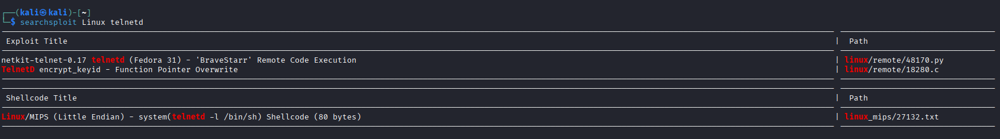 (kali㉿kali)-[~]
$ searchsploit Linux telnetd
Exploit Title | Path
netkit-telnet-0.17 telnetd (Fedora 31) - 'BraveStarr' Remote Code Execution | linux/remote/48170.py
TelnetD encrypt_keyid - Function Pointer Overwrite | linux/remote/18280.c
Shellcode Title | Path
Linux/MIPS (Little Endian) - system(telnetd -l /bin/sh) Shellcode (80 bytes) | linux_mips/27132.txt